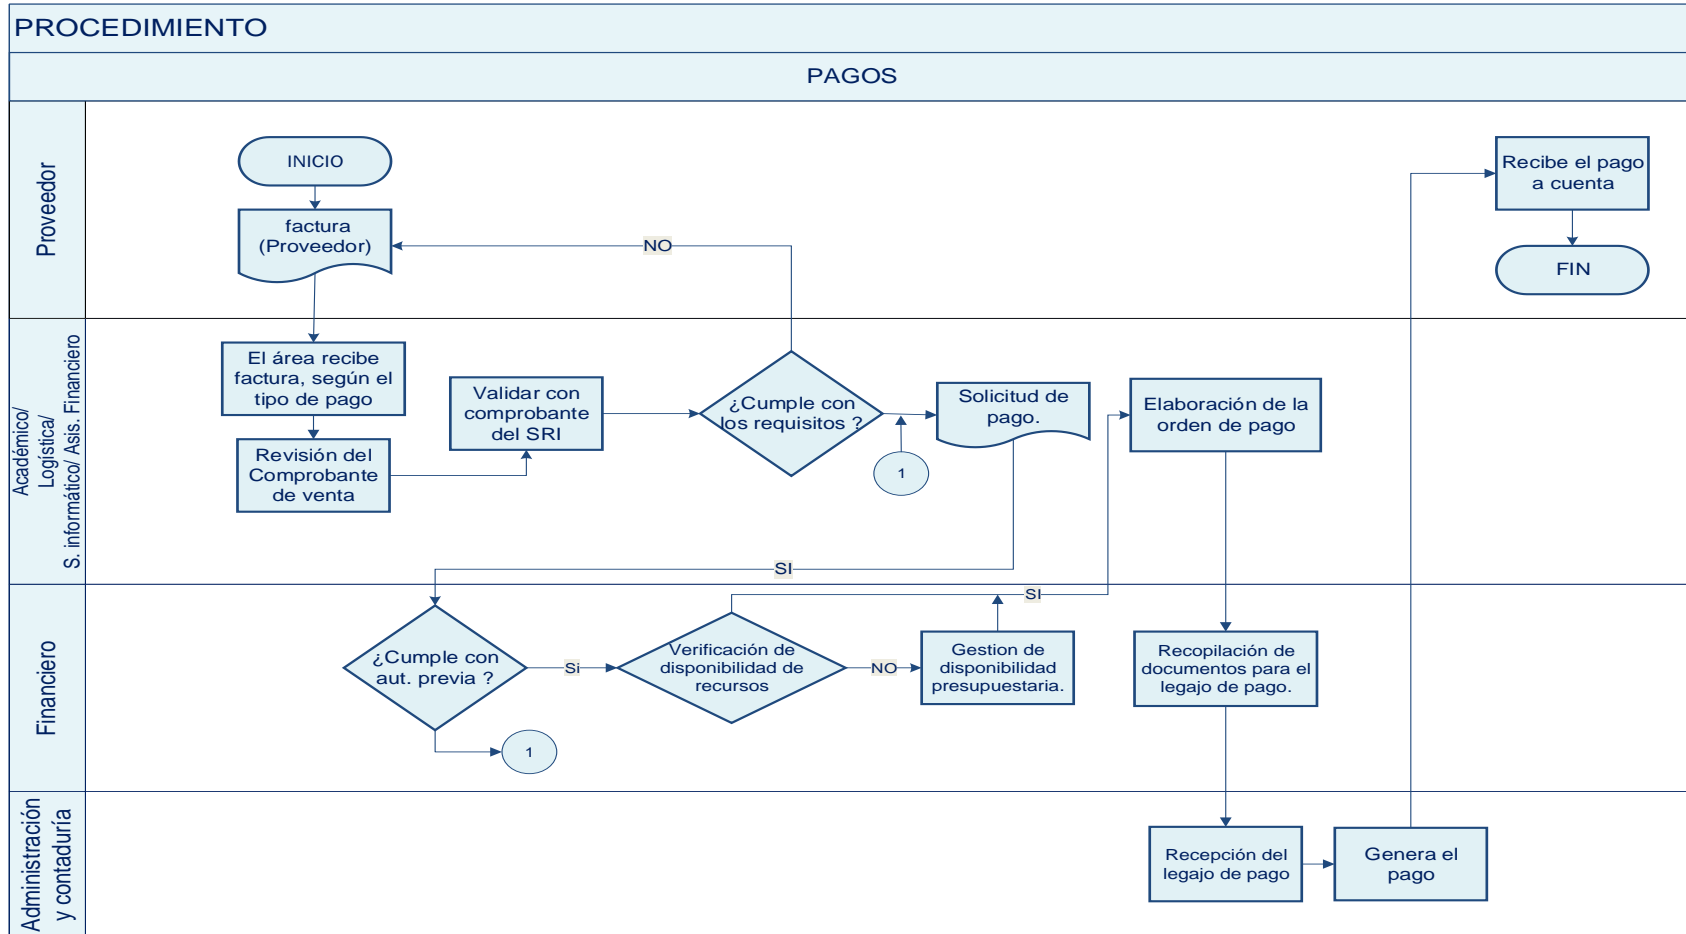 PROCEDIMIENTO
PAGOS
Proveedor
INICIO
factura
(Proveedor)
NO
Recibe el pago
a cuenta
FIN
Académico/
Logística/
S. informático/ Asis. Financiero
El área recibe
factura, según el
tipo de pago
Revisión del
Comprobante
de venta
Validar con
comprobante
del SRI
¿Cumple con
los requisitos ?
1
Solicitud de
pago.
Elaboración de la
orden de pago
SI
Financiero
¿Cumple con
aut. previa ?
Si
Verificación de
disponibilidad de
recursos
NO
Gestion de
disponibilidad
presupuestaria.
SI
Recopilación de
documentos para el
legajo de pago.
1
Administración
y contaduría
Recepción del
legajo de pago
Genera el
pago